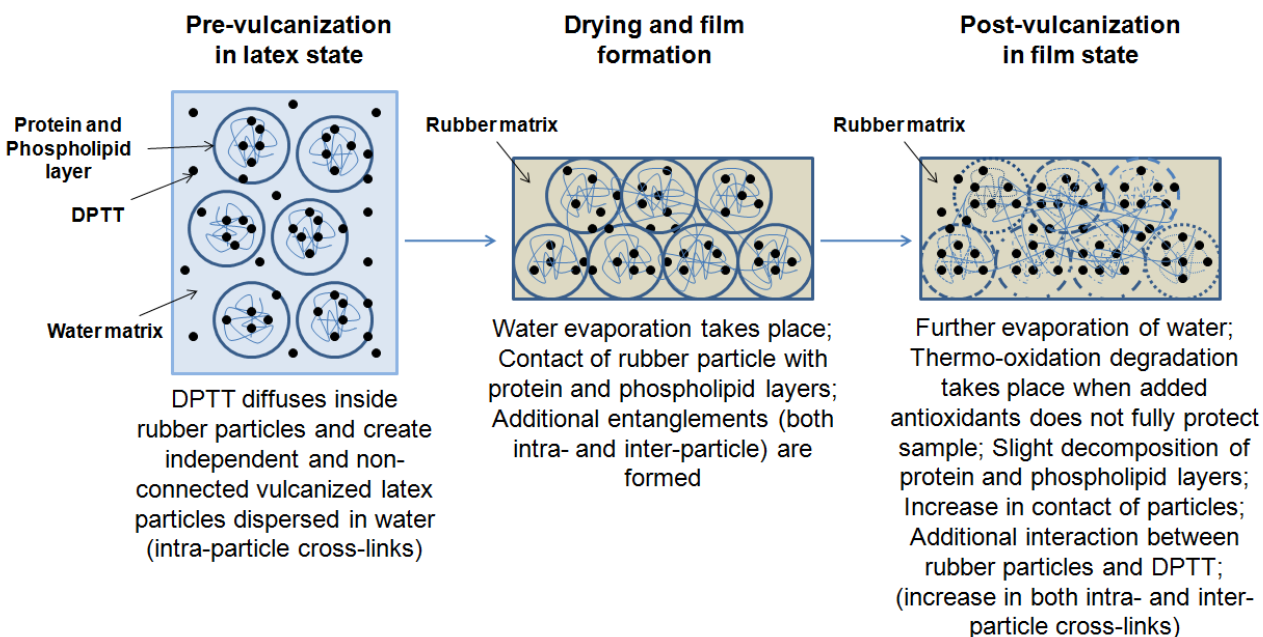 Pre-vulcanization
in latex state
Protein and
Phospholipid
layer
DPTT
Water matrix
DPTT diffuses inside
rubber particles and create
independent and non-
connected vulcanized latex
particles dispersed in water
(intra-particle cross-links)
Drying and film
formation
Rubber matrix
Water evaporation takes place;
Contact of rubber particle with
protein and phospholipid layers;
Additional entanglements (both
intra- and inter-particle) are
formed
Post-vulcanization
in film state
Rubber matrix
Further evaporation of water;
Thermo-oxidation degradation
takes place when added
antioxidants does not fully protect
sample; Slight decomposition of
protein and phospholipid layers;
Increase in contact of particles;
Additional interaction between
rubber particles and DPTT;
(increase in both intra- and inter-
particle cross-links)